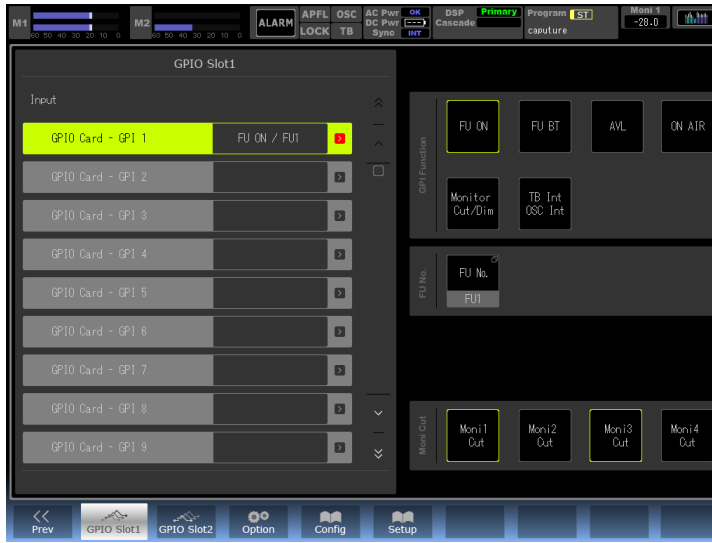 M1
60 50 40 30 20 10 0
M2
60 50 40 30 20 10 0
ALARM
APFL OSC
LOCK TB
AC Pwr OK
DC Pwr
Sync INT
DSP Primary
Cascade
Program ST
caputure
Moni 1
-28.0
GPIO Slot1
Input
GPIO Card - GPI 1 FU ON / FU1
GPIO Card - GPI 2
GPIO Card - GPI 3
GPIO Card - GPI 4
GPIO Card - GPI 5
GPIO Card - GPI 6
GPIO Card - GPI 7
GPIO Card - GPI 8
GPIO Card - GPI 9
GPI Function
FU ON
FU BT
AVL
ON AIR
Monitor
Cut/Dim
TB Int
OSC Int
FU No.
FU No.
FU1
Moni Cut
Moni1
Cut
Moni2
Cut
Moni3
Cut
Moni4
Cut
Prev
GPIO Slot1
GPIO Slot2
Option
Config
Setup